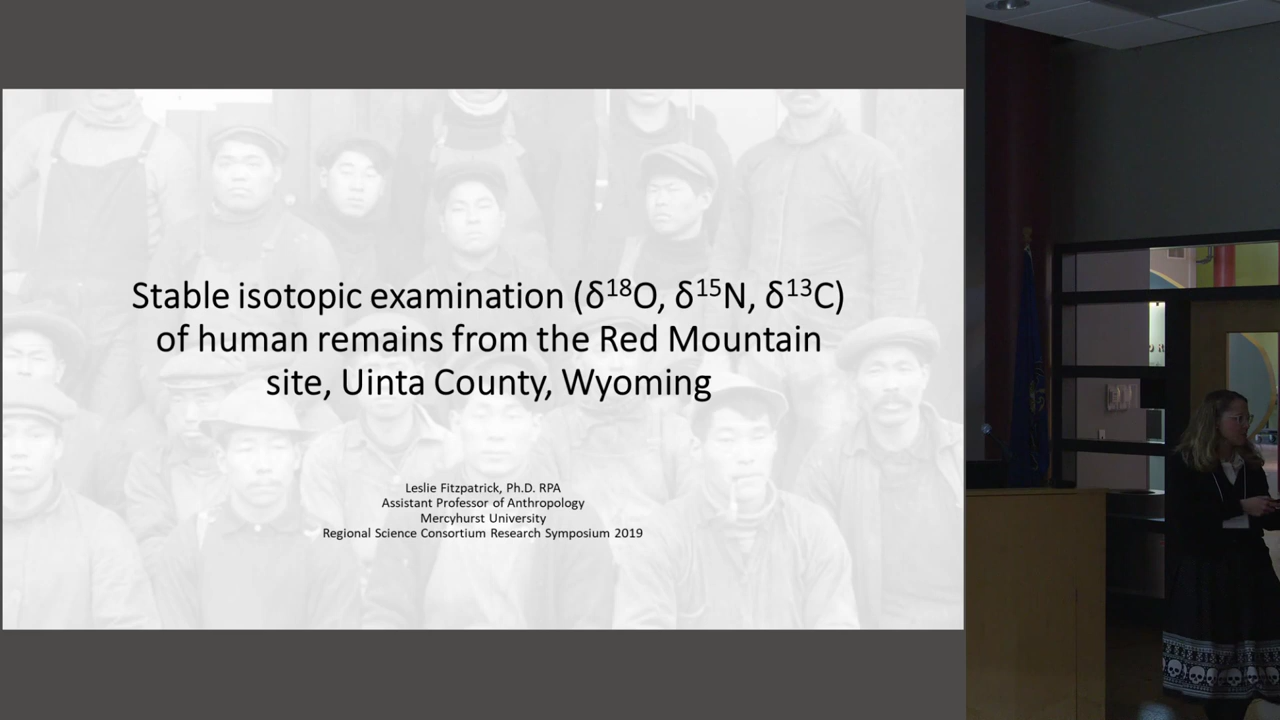 Stable isotopic examination (δ¹⁸O, δ¹⁵N, δ¹³C)
of human remains from the Red Mountain
site, Uinta County, Wyoming
Leslie Fitzpatrick, Ph.D. RPA
Assistant Professor of Anthropology
Mercyhurst University
Regional Science Consortium Research Symposium 2019